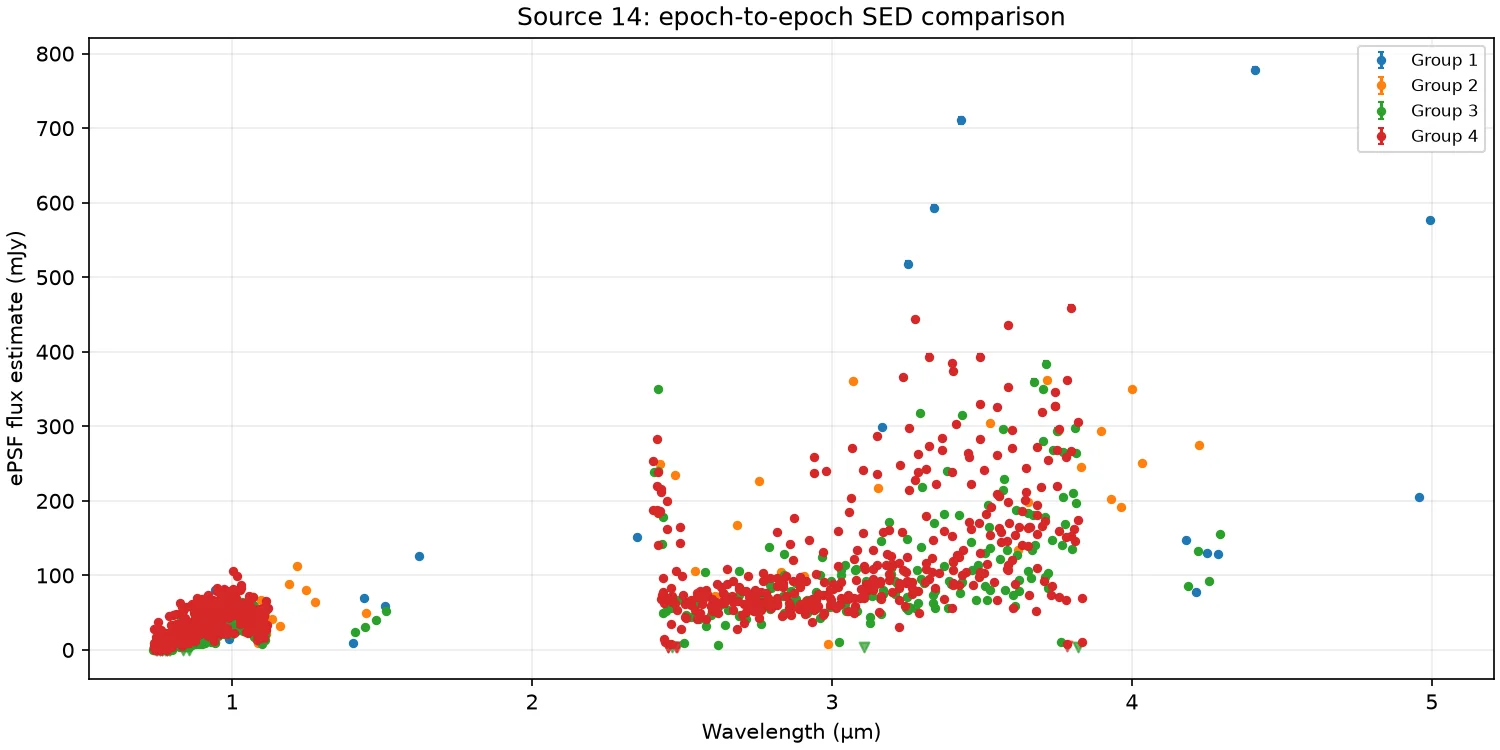 Source 14: epoch-to-epoch SED comparison
800
700
600
500
400
300
200
100
0
ePSF flux estimate (mJy)
Group 1
Group 2
Group 3
Group 4
1
2
3
4
5
Wavelength (μm)